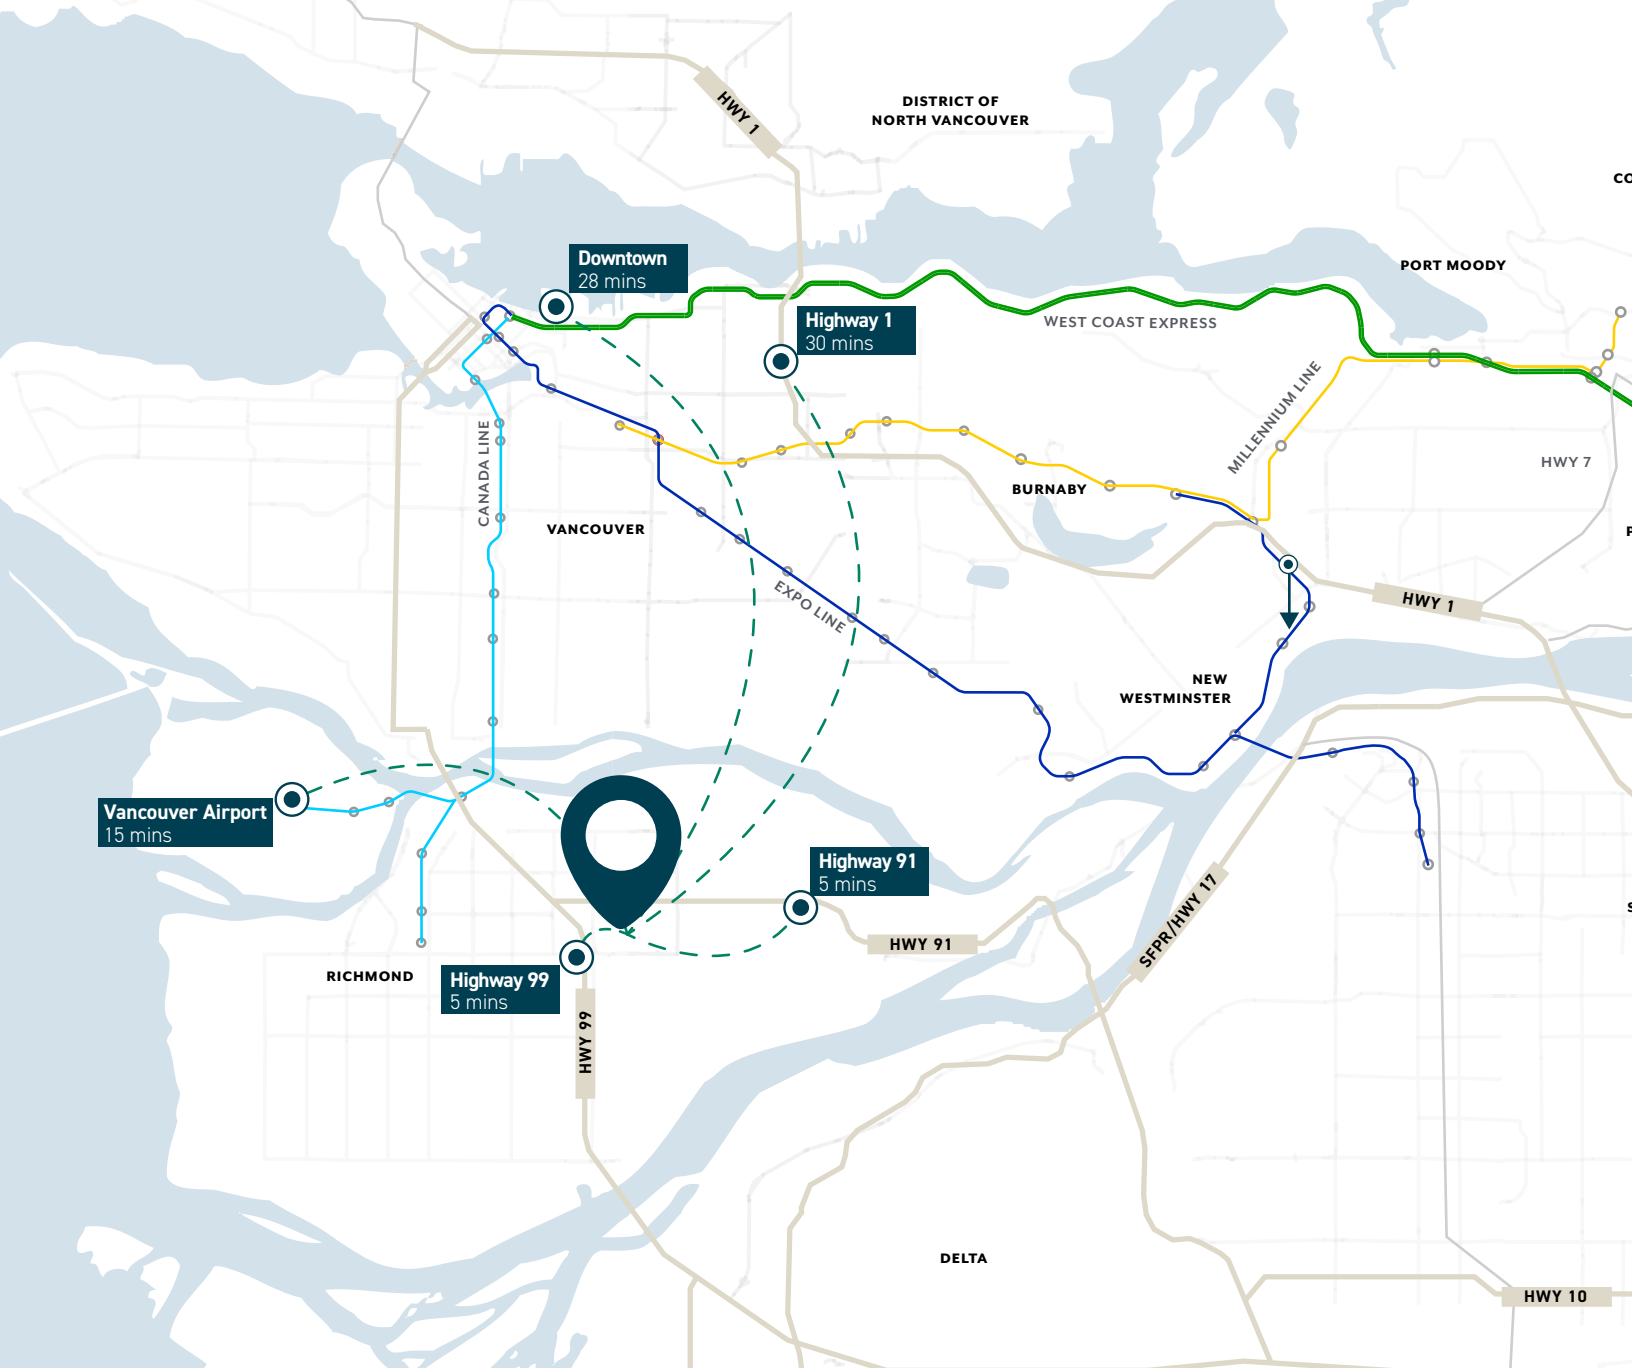 HWY 1
DISTRICT OF
NORTH VANCOUVER
CO
Downtown
28 mins
PORT MOODY
Highway 1
30 mins
WEST COAST EXPRESS
MILLENNIUM LINE
CANADA LINE
HWY 7
BURNABY
VANCOUVER
EXPO LINE
HWY 1
NEW
WESTMINSTER
Vancouver Airport
15 mins
Highway 91
5 mins
SFPR/HWY 17
HWY 91
RICHMOND
Highway 99
5 mins
HWY 99
DELTA
HWY 10